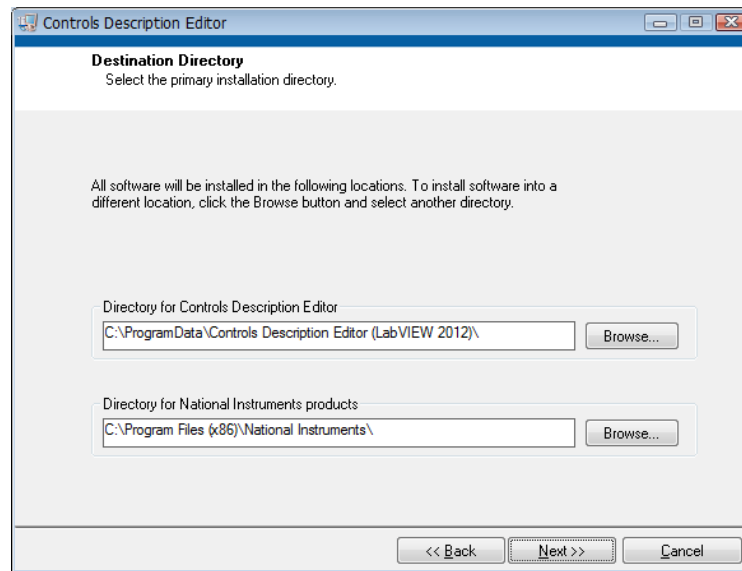 Controls Description Editor
Destination Directory
Select the primary installation directory.
All software will be installed in the following locations. To install software into a
different location, click the Browse button and select another directory.
Directory for Controls Description Editor
C:\ProgramData\Controls Description Editor (LabVIEW 2012)\
Browse...
Directory for National Instruments products
C:\Program Files (x86)\National Instruments\
Browse...
<< Back
Next >>
Cancel